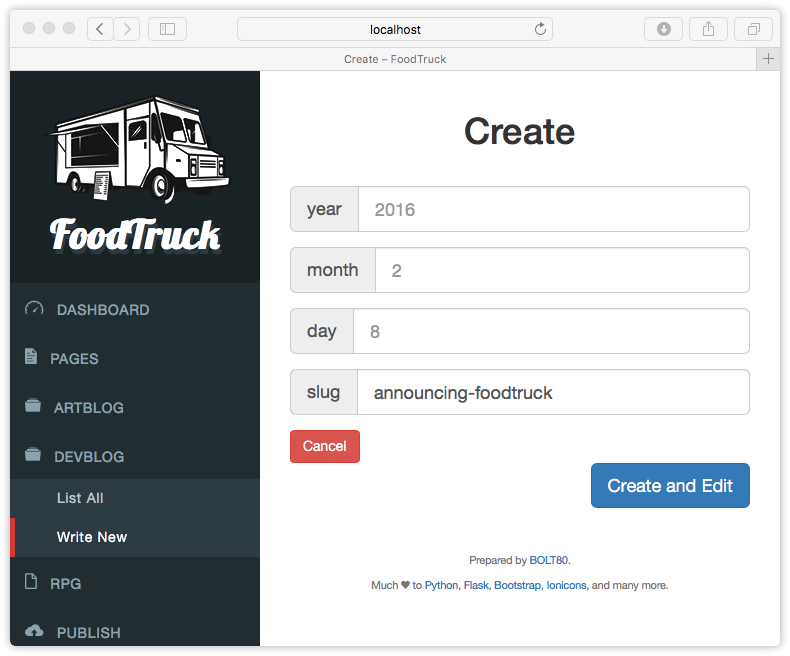 localhost
Create – FoodTruck
FoodTruck
DASHBOARD
PAGES
ARTBLOG
DEVBLOG
List All
Write New
RPG
PUBLISH
Create
year 2016
month 2
day 8
slug announcing-foodtruck
Cancel
Create and Edit
Prepared by BOLT80.
Much ♥ to Python, Flask, Bootstrap, Ionicons, and many more.